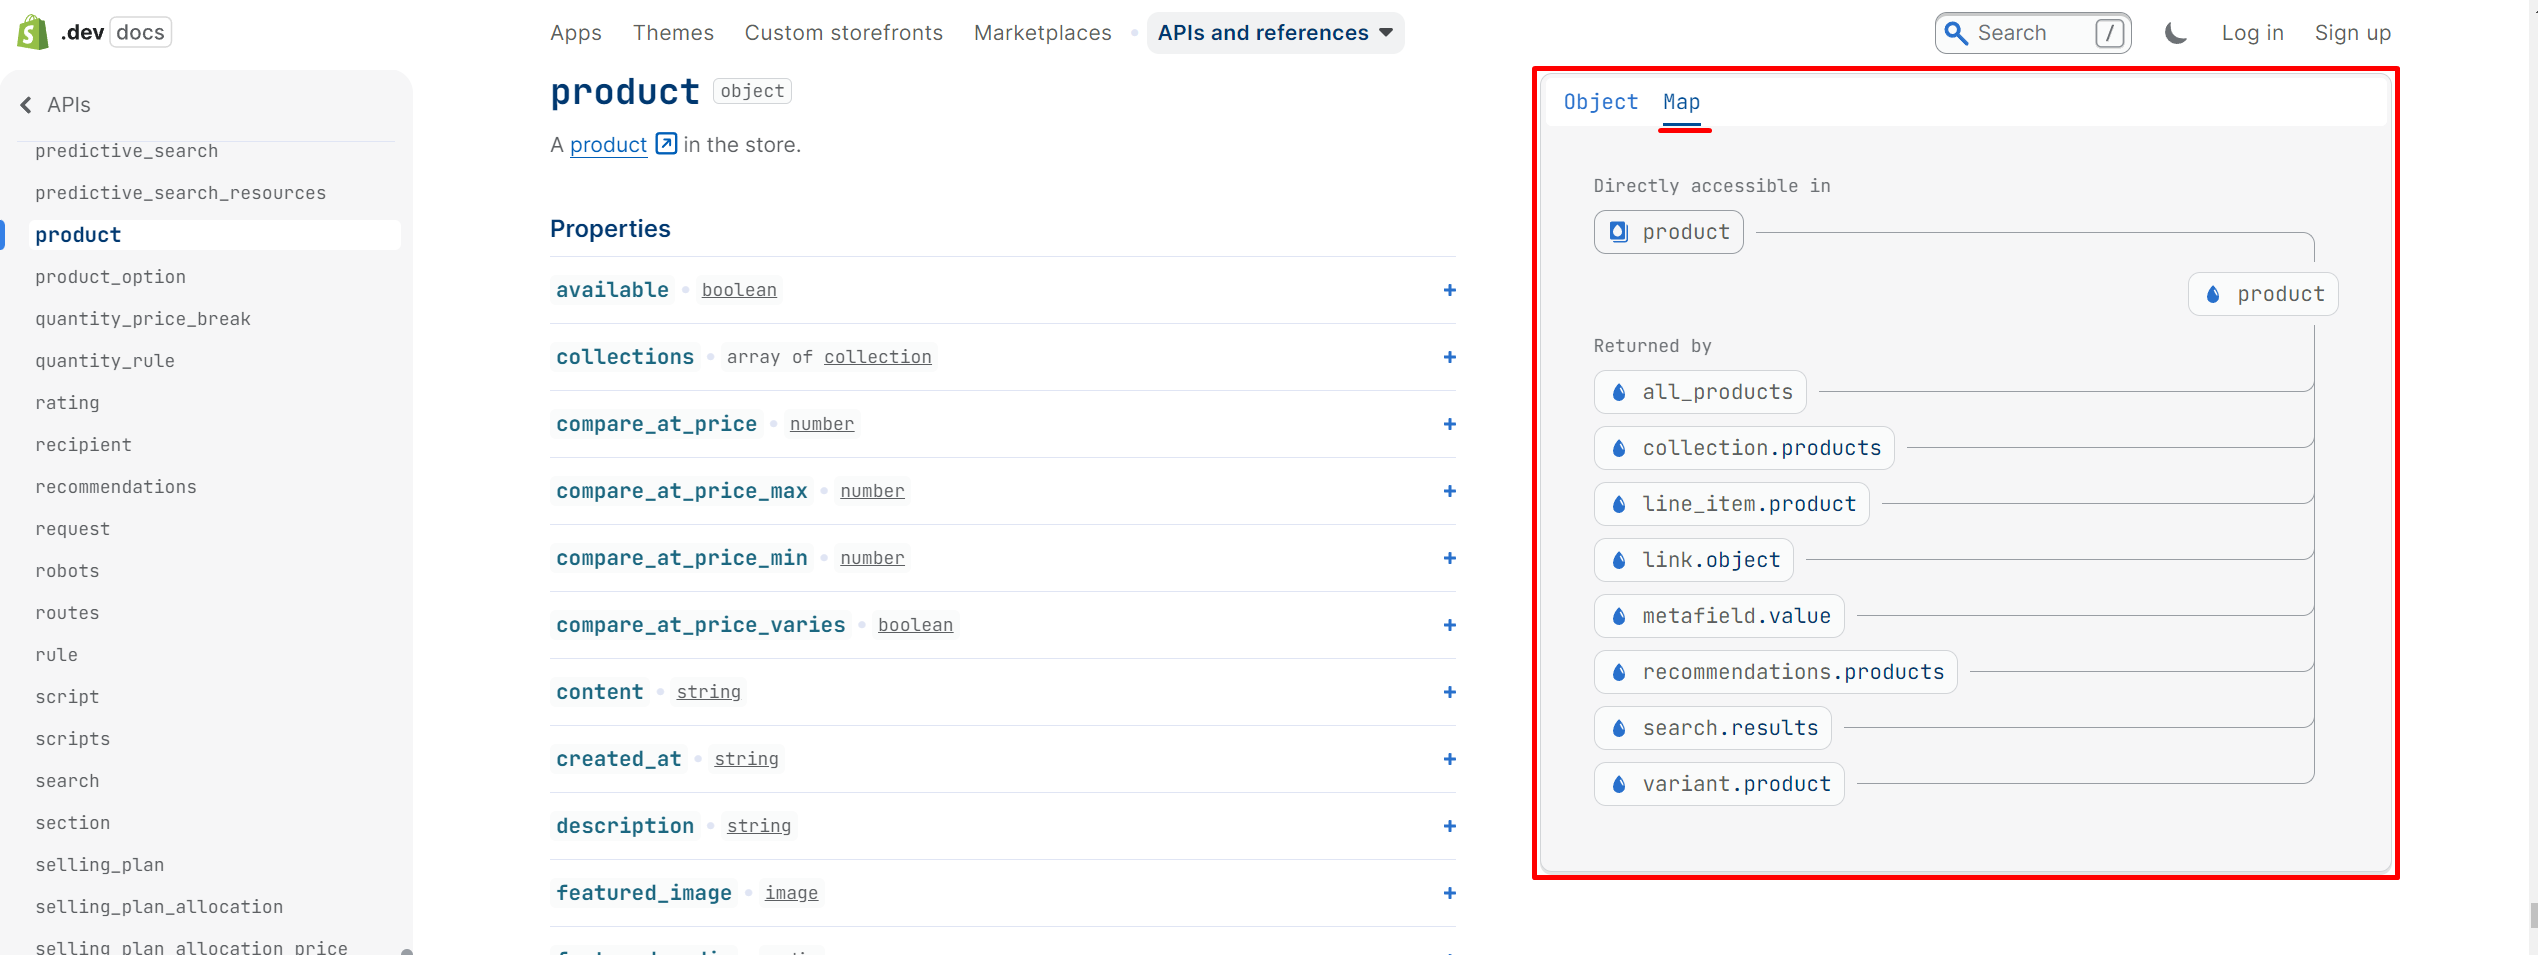 .dev docs
Apps Themes Custom storefronts Marketplaces APIs and references Search / Log in Sign up
APIs
predictive_search
predictive_search_resources
product
product_option
quantity_price_break
quantity_rule
rating
recipient
recommendations
request
robots
routes
rule
script
scripts
search
section
selling_plan
selling_plan_allocation
selling_plan_allocation_price
product object
A product in the store.
Properties
available boolean +
collections array of collection +
compare_at_price number +
compare_at_price_max number +
compare_at_price_min number +
compare_at_price_varies boolean +
content string +
created_at string +
description string +
featured_image image +
Object Map
Directly accessible in
product
product
Returned by
all_products
collection.products
line_item.product
link.object
metafield.value
recommendations.products
search.results
variant.product